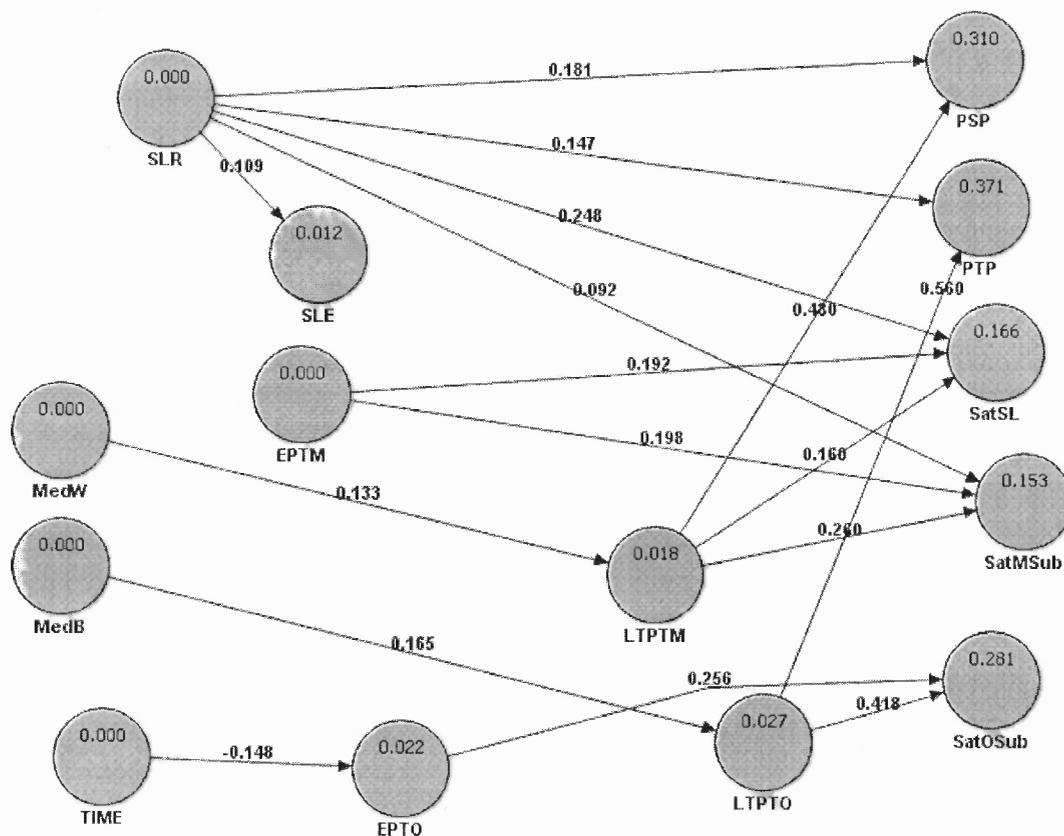 0.310
PSP
0.000
SLR
0.181
0.147
0.109
0.371
PTP
0.248
0.012
SLE
0.092
0.560
0.480
0.166
SatSL
0.000
EPTM
0.192
0.198
0.160
0.000
MedW
0.133
0.153
SatMSub
0.260
0.018
LTPTM
0.000
MedB
0.165
0.256
0.281
SatOSub
0.418
0.027
LTPTO
0.000
TIME
-0.148
0.022
EPTO